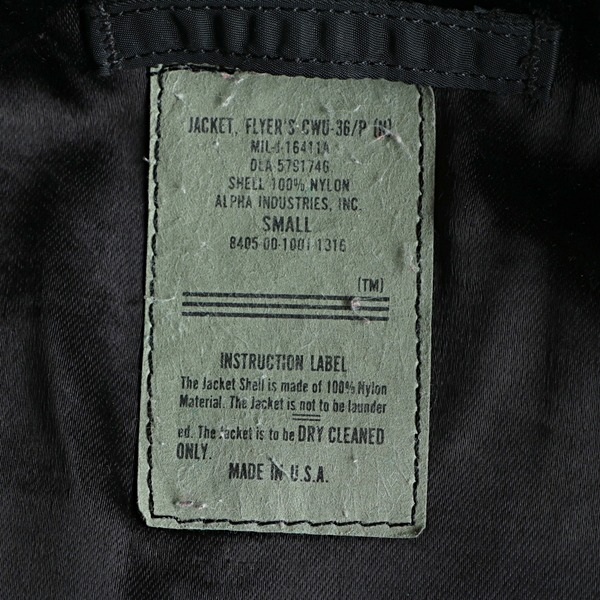 JACKET, FLYER'S CWU-36/P (N)
MIL-J-16411A
DLA 5791746
SHELL 100% NYLON
ALPHA INDUSTRIES, INC.
SMALL
8405-00-1001-1316
(TM)
INSTRUCTION LABEL
The Jacket Shell is made of 100% Nylon
Material. The Jacket is not to be launder
ed. The Jacket is to be DRY CLEANED
ONLY.
MADE IN U.S.A.